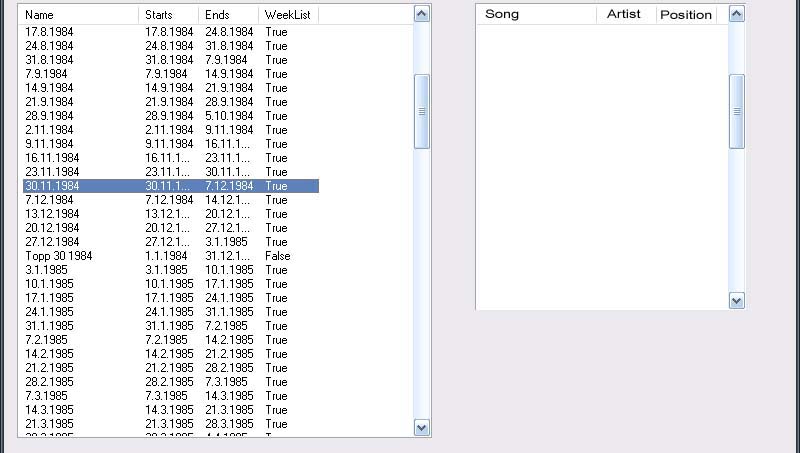 Name Starts Ends WeekList
17.8.1984 17.8.1984 24.8.1984 True
24.8.1984 24.8.1984 31.8.1984 True
31.8.1984 31.8.1984 7.9.1984 True
7.9.1984 7.9.1984 14.9.1984 True
14.9.1984 14.9.1984 21.9.1984 True
21.9.1984 21.9.1984 28.9.1984 True
28.9.1984 28.9.1984 5.10.1984 True
2.11.1984 2.11.1984 9.11.1984 True
9.11.1984 9.11.1984 16.11.1... True
16.11.1984 16.11.1... 23.11.1... True
23.11.1984 23.11.1... 30.11.1... True
30.11.1984 30.11.1... 7.12.1984 True
7.12.1984 7.12.1984 14.12.1... True
13.12.1984 13.12.1... 20.12.1... True
20.12.1984 20.12.1... 27.12.1... True
27.12.1984 27.12.1... 3.1.1985 True
Topp 30 1984 1.1.1984 31.12.1... False
3.1.1985 3.1.1985 10.1.1985 True
10.1.1985 10.1.1985 17.1.1985 True
17.1.1985 17.1.1985 24.1.1985 True
24.1.1985 24.1.1985 31.1.1985 True
31.1.1985 31.1.1985 7.2.1985 True
7.2.1985 7.2.1985 14.2.1985 True
14.2.1985 14.2.1985 21.2.1985 True
21.2.1985 21.2.1985 28.2.1985 True
28.2.1985 28.2.1985 7.3.1985 True
7.3.1985 7.3.1985 14.3.1985 True
14.3.1985 14.3.1985 21.3.1985 True
21.3.1985 21.3.1985 28.3.1985 True
Song Artist Position